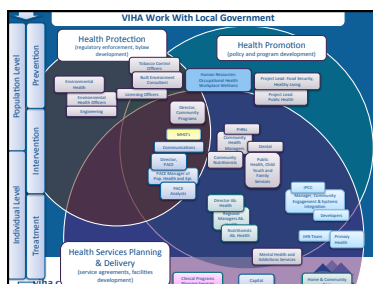 VIHA Work With Local Government
Health Protection
(regulatory enforcement, bylaw
development)
Health Promotion
(policy and program development)
Population Level
Individual Level
Prevention
Intervention
Treatment
Tobacco Control
Officers
Built Environment
Consultant
Licensing Officers
Environmental
Health
Environmental
Health Officers
Engineering
Human Resources
Occupational Health
Workplace Wellness
Project Lead: Food Security,
Healthy Living
Project Lead:
Public Health
Director,
Community
Programs
MHO's
Communications
Director,
PACE
PACE Manager of
Pop. Health and Epi.
PACE
Analysts
PHNs
Community
Health
Managers
Community
Nutritionists
Dental
Public Health, Child
Youth and Family
Services
IPCC
Manager, Community
Engagement & Systems
Integration
Developers
Director Ab.
Health
Regional
Managers Ab.
Health
Nutritionists
Ab. Health
IHN Team
Primary
Health
Mental Health and
Addictions Services
Health Services Planning
& Delivery
(service agreements, facilities
development)
Capital
Home & Community